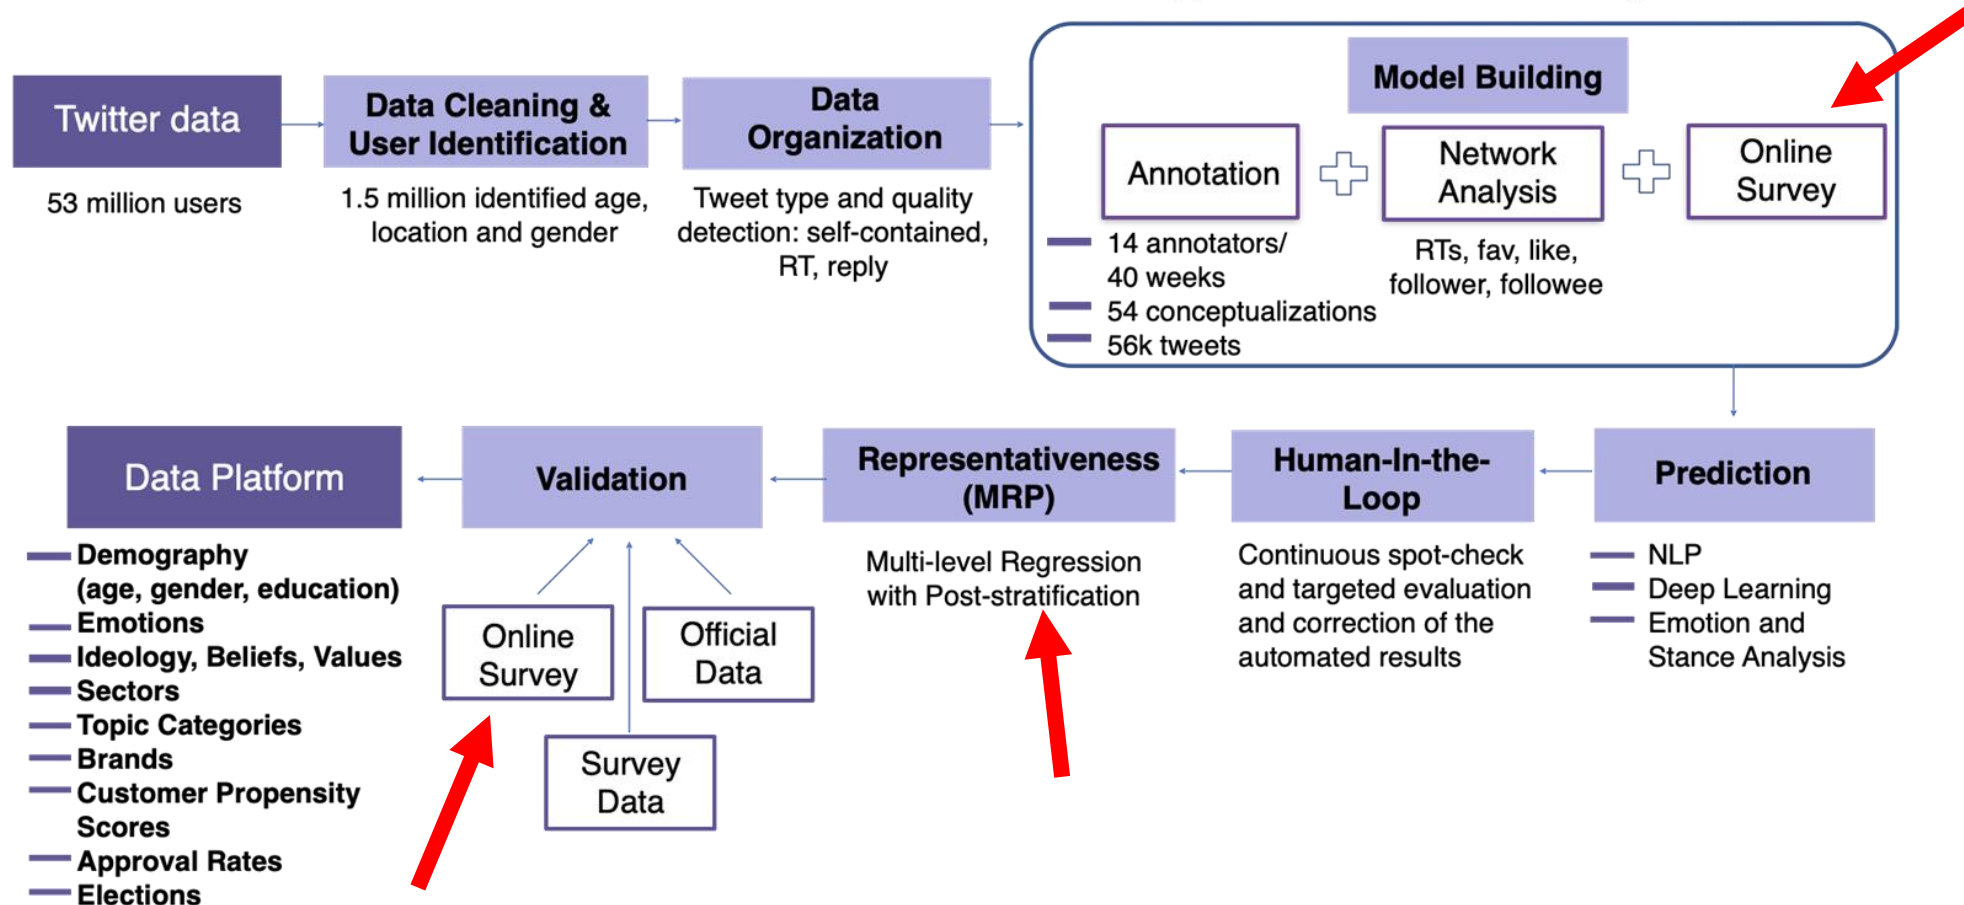 Twitter data
53 million users
Data Cleaning &
User Identification
1.5 million identified age,
location and gender
Data
Organization
Tweet type and quality
detection: self-contained,
RT, reply
Model Building
Annotation
14 annotators/
40 weeks
54 conceptualizations
56k tweets
Network
Analysis
RTs, fav, like,
follower, followee
Online
Survey
Prediction
NLP
Deep Learning
Emotion and
Stance Analysis
Human-In-the-
Loop
Continuous spot-check
and targeted evaluation
and correction of the
automated results
Representativeness
(MRP)
Multi-level Regression
with Post-stratification
Validation
Online
Survey
Official
Data
Survey
Data
Data Platform
Demography
(age, gender, education)
Emotions
Ideology, Beliefs, Values
Sectors
Topic Categories
Brands
Customer Propensity
Scores
Approval Rates
Elections